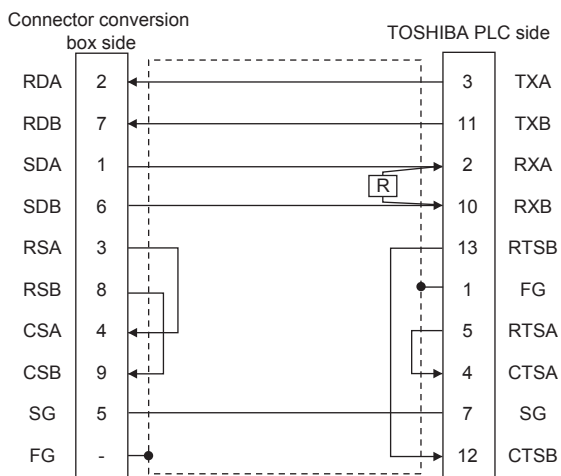 Connector conversion
box side
TOSHIBA PLC side
RDA 2 3 TXA
RDB 7 11 TXB
SDA 1 2 RXA
R
SDB 6 10 RXB
RSA 3 13 RTSB
RSB 8 1 FG
CSA 4 5 RTSA
CSB 9 4 CTSA
SG 5 7 SG
FG - 12 CTSB